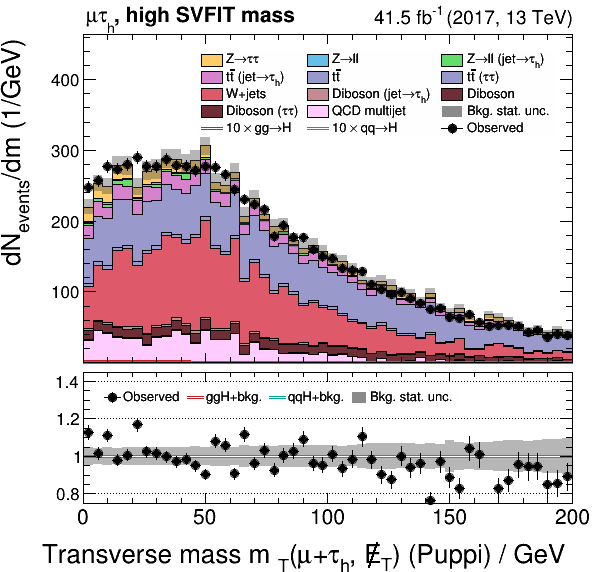 μτh, high SVFIT mass 41.5 fb⁻¹ (2017, 13 TeV)
dNevents/dm (1/GeV)
400
300
200
100
Z→ττ Z→ll Z→ll (jet→τh)
tt̄ (jet→τh) tt̄ tt̄ (ττ)
W+jets Diboson (jet→τh) Diboson
Diboson (ττ) QCD multijet Bkg. stat. unc.
10 × gg→H 10 × qq→H Observed
1.4
1.2
1
0.8
Observed ggH+bkg. qqH+bkg. Bkg. stat. unc.
0 50 100 150 200
Transverse mass m T(μ+τh, E̸T) (Puppi) / GeV